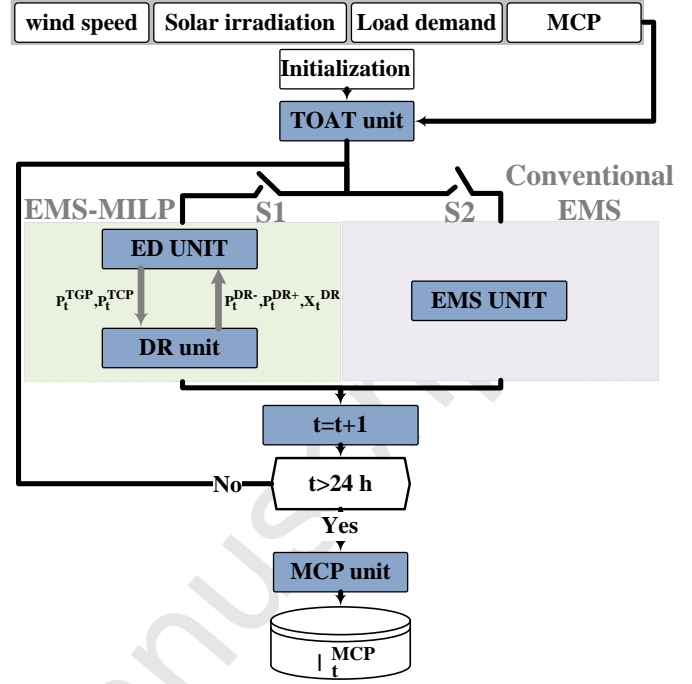 wind speed Solar irradiation Load demand MCP
Initialization
TOAT unit
EMS-MILP S1 S2 Conventional
EMS
ED UNIT
P_t^TGP,P_t^TCP P_t^DR-,P_t^DR+,X_t^DR EMS UNIT
DR unit
t=t+1
No t>24 h
Yes
MCP unit
MCP
t